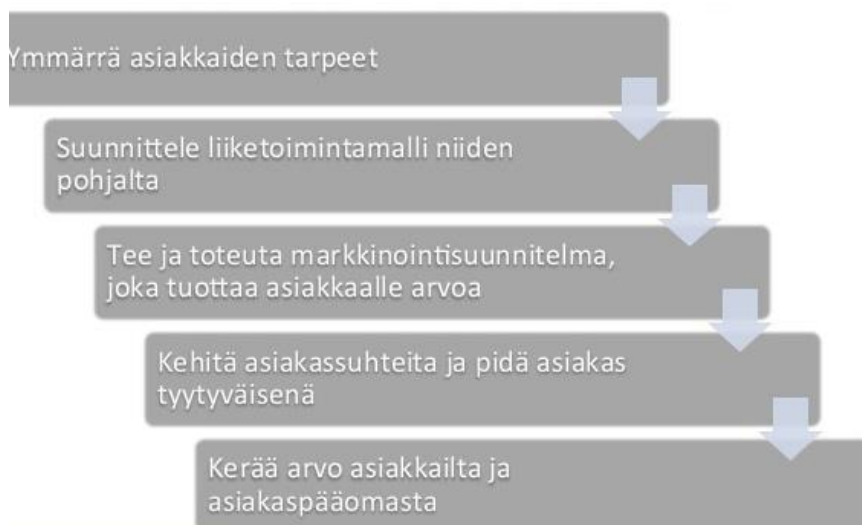 Ymmärrä asiakkaiden tarpeet
Suunnittele liiketoimintamalli niiden
pohjalta
Tee ja toteuta markkinointisuunnitelma,
joka tuottaa asiakkaalle arvoa
Kehitä asiakassuhteita ja pidä asiakas
tyytyväisenä
Kerää arvo asiakkailta ja
asiakaspääomasta